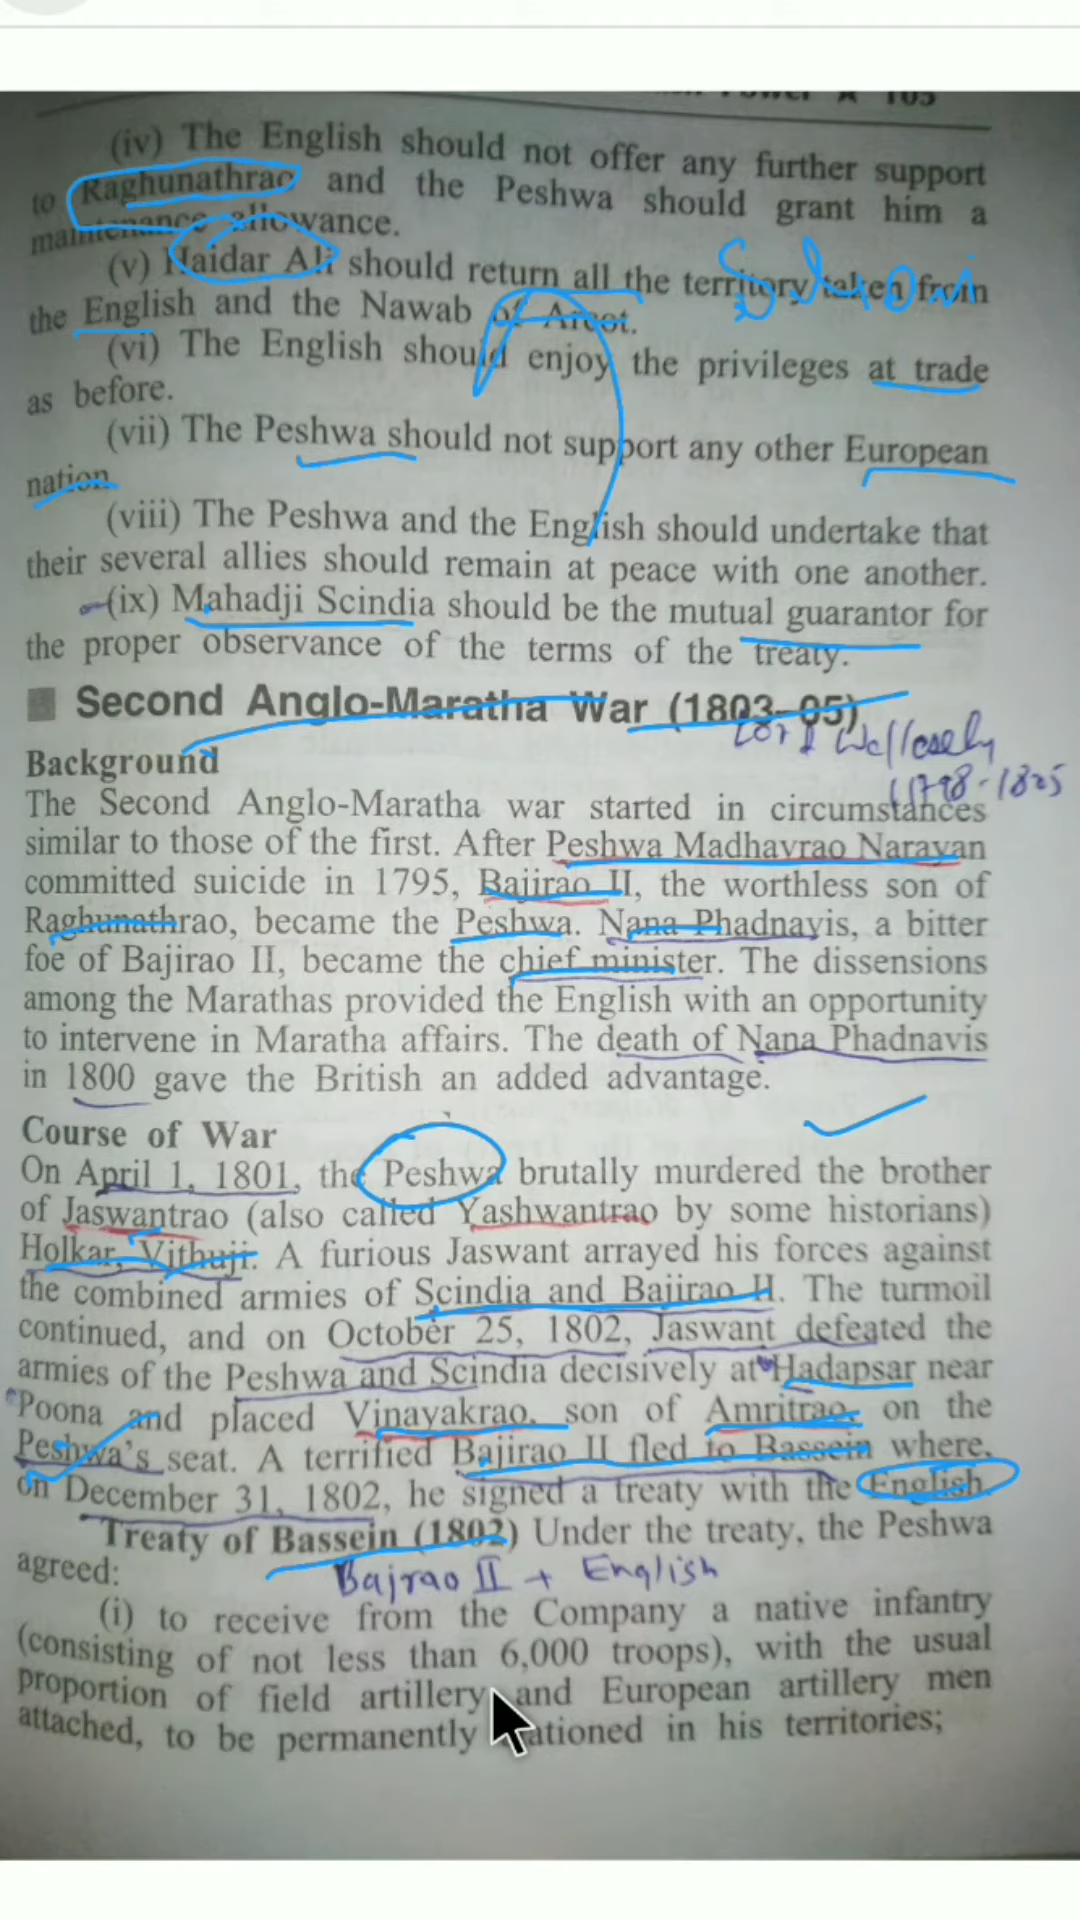 Power ★ 103
(iv) The English should not offer any further support
to Raghunathrao and the Peshwa should grant him a
maintenance allowance.
(v) Haidar Ali should return all the territory taken from
the English and the Nawab of Arcot.
(vi) The English should enjoy the privileges at trade
as before.
(vii) The Peshwa should not support any other European
nation.
(viii) The Peshwa and the English should undertake that
their several allies should remain at peace with one another.
(ix) Mahadji Scindia should be the mutual guarantor for
the proper observance of the terms of the treaty.
Second Anglo-Maratha War (1803–05)
Lord Wellesely
1798-1805
Background
The Second Anglo-Maratha war started in circumstances
similar to those of the first. After Peshwa Madhavrao Narayan
committed suicide in 1795, Bajirao II, the worthless son of
Raghunathrao, became the Peshwa. Nana Phadnavis, a bitter
foe of Bajirao II, became the chief minister. The dissensions
among the Marathas provided the English with an opportunity
to intervene in Maratha affairs. The death of Nana Phadnavis
in 1800 gave the British an added advantage.
Course of War
On April 1, 1801, the Peshwa brutally murdered the brother
of Jaswantrao (also called Yashwantrao by some historians)
Holkar, Vithuji. A furious Jaswant arrayed his forces against
the combined armies of Scindia and Bajirao II. The turmoil
continued, and on October 25, 1802, Jaswant defeated the
armies of the Peshwa and Scindia decisively at Hadapsar near
Poona and placed Vinayakrao, son of Amritrao, on the
Peshwa's seat. A terrified Bajirao II fled to Bassein where,
on December 31, 1802, he signed a treaty with the English.
Treaty of Bassein (1802) Under the treaty, the Peshwa
agreed:
Bajrao II + English
(i) to receive from the Company a native infantry
(consisting of not less than 6,000 troops), with the usual
proportion of field artillery and European artillery men
attached, to be permanently stationed in his territories;